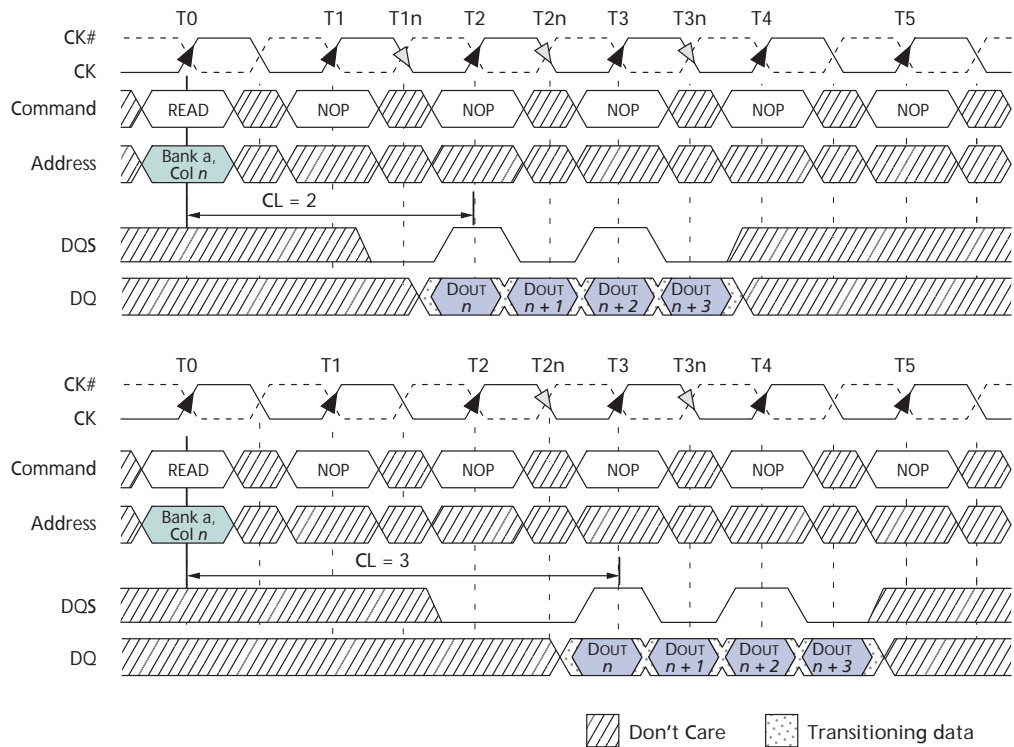 T0 T1 T1n T2 T2n T3 T3n T4 T5
CK#
CK
Command READ NOP NOP NOP NOP NOP
Address Bank a,
Col n
CL = 2
DQS
DQ DOUT n DOUT n + 1 DOUT n + 2 DOUT n + 3
T0 T1 T2 T2n T3 T3n T4 T5
CK#
CK
Command READ NOP NOP NOP NOP NOP
Address Bank a,
Col n
CL = 3
DQS
DQ DOUT n DOUT n + 1 DOUT n + 2 DOUT n + 3
Don't Care Transitioning data